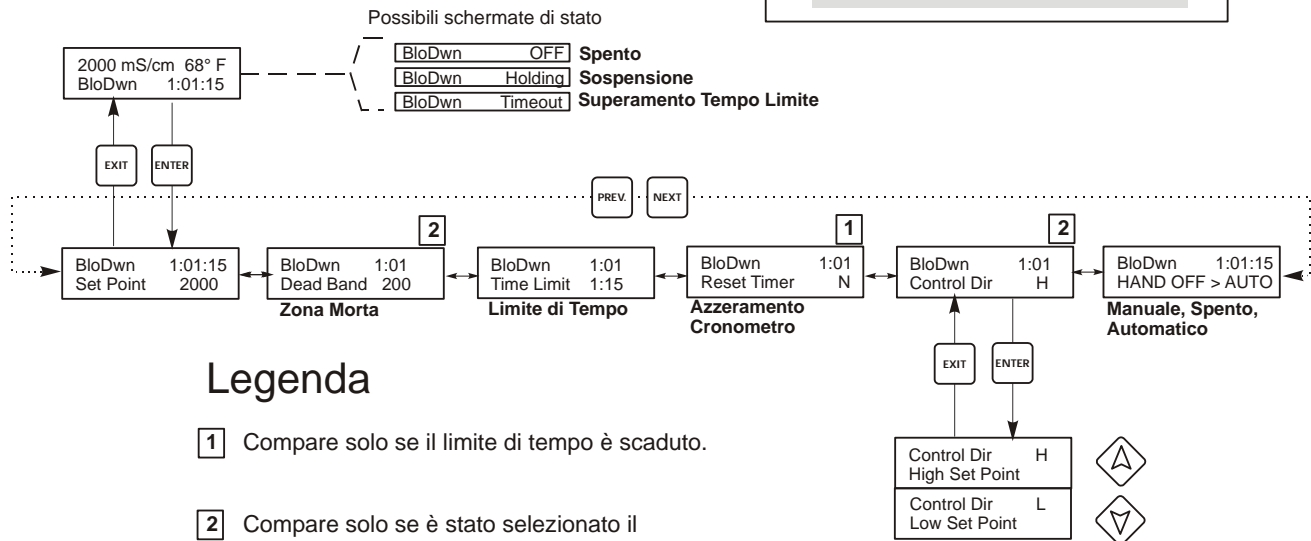 Possibili schermate di stato
2000 mS/cm 68° F
BloDwn 1:01:15
BloDwn OFF Spento
BloDwn Holding Sospensione
BloDwn Timeout Superamento Tempo Limite
EXIT ENTER
PREV. NEXT
2 1 2
BloDwn 1:01:15
Set Point 2000
BloDwn 1:01
Dead Band 200
Zona Morta
BloDwn 1:01
Time Limit 1:15
Limite di Tempo
BloDwn 1:01
Reset Timer N
Azzeramento
Cronometro
BloDwn 1:01
Control Dir H
BloDwn 1:01:15
HAND OFF > AUTO
Manuale, Spento,
Automatico
EXIT ENTER
Control Dir H
High Set Point
Control Dir L
Low Set Point
Legenda
1 Compare solo se il limite di tempo è scaduto.
2 Compare solo se è stato selezionato il